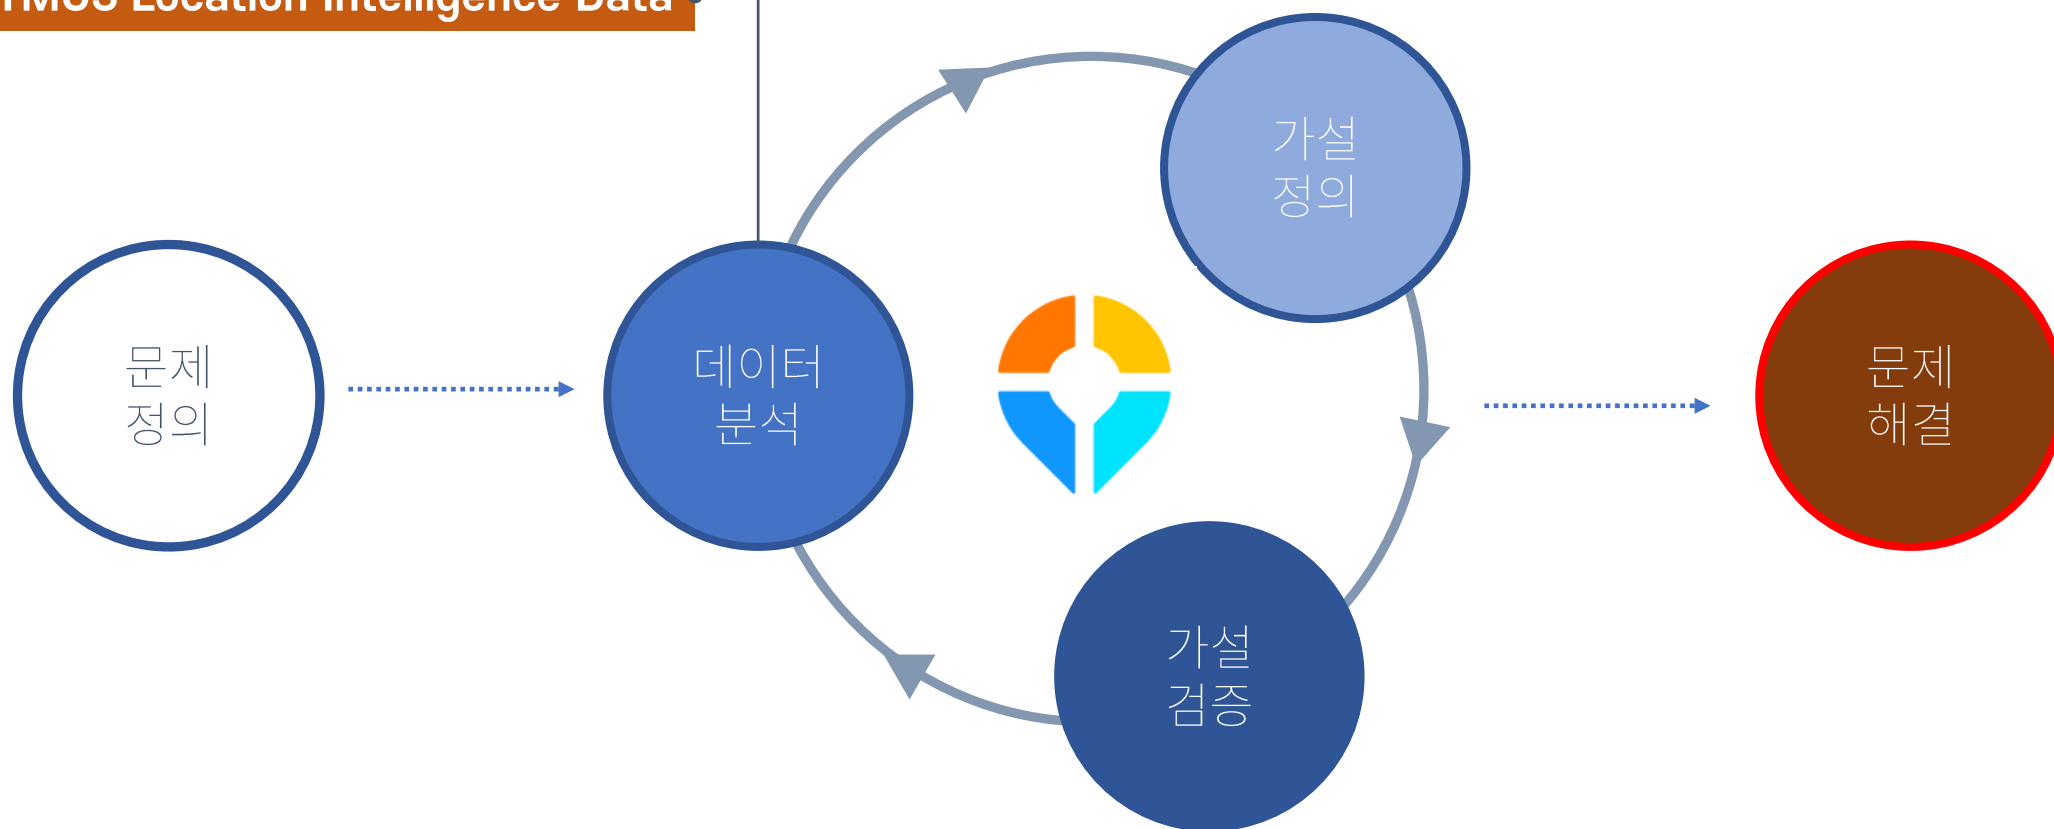 Location Intelligence Data
가설
정의
문제
정의
데이터
분석
문제
해결
가설
검증